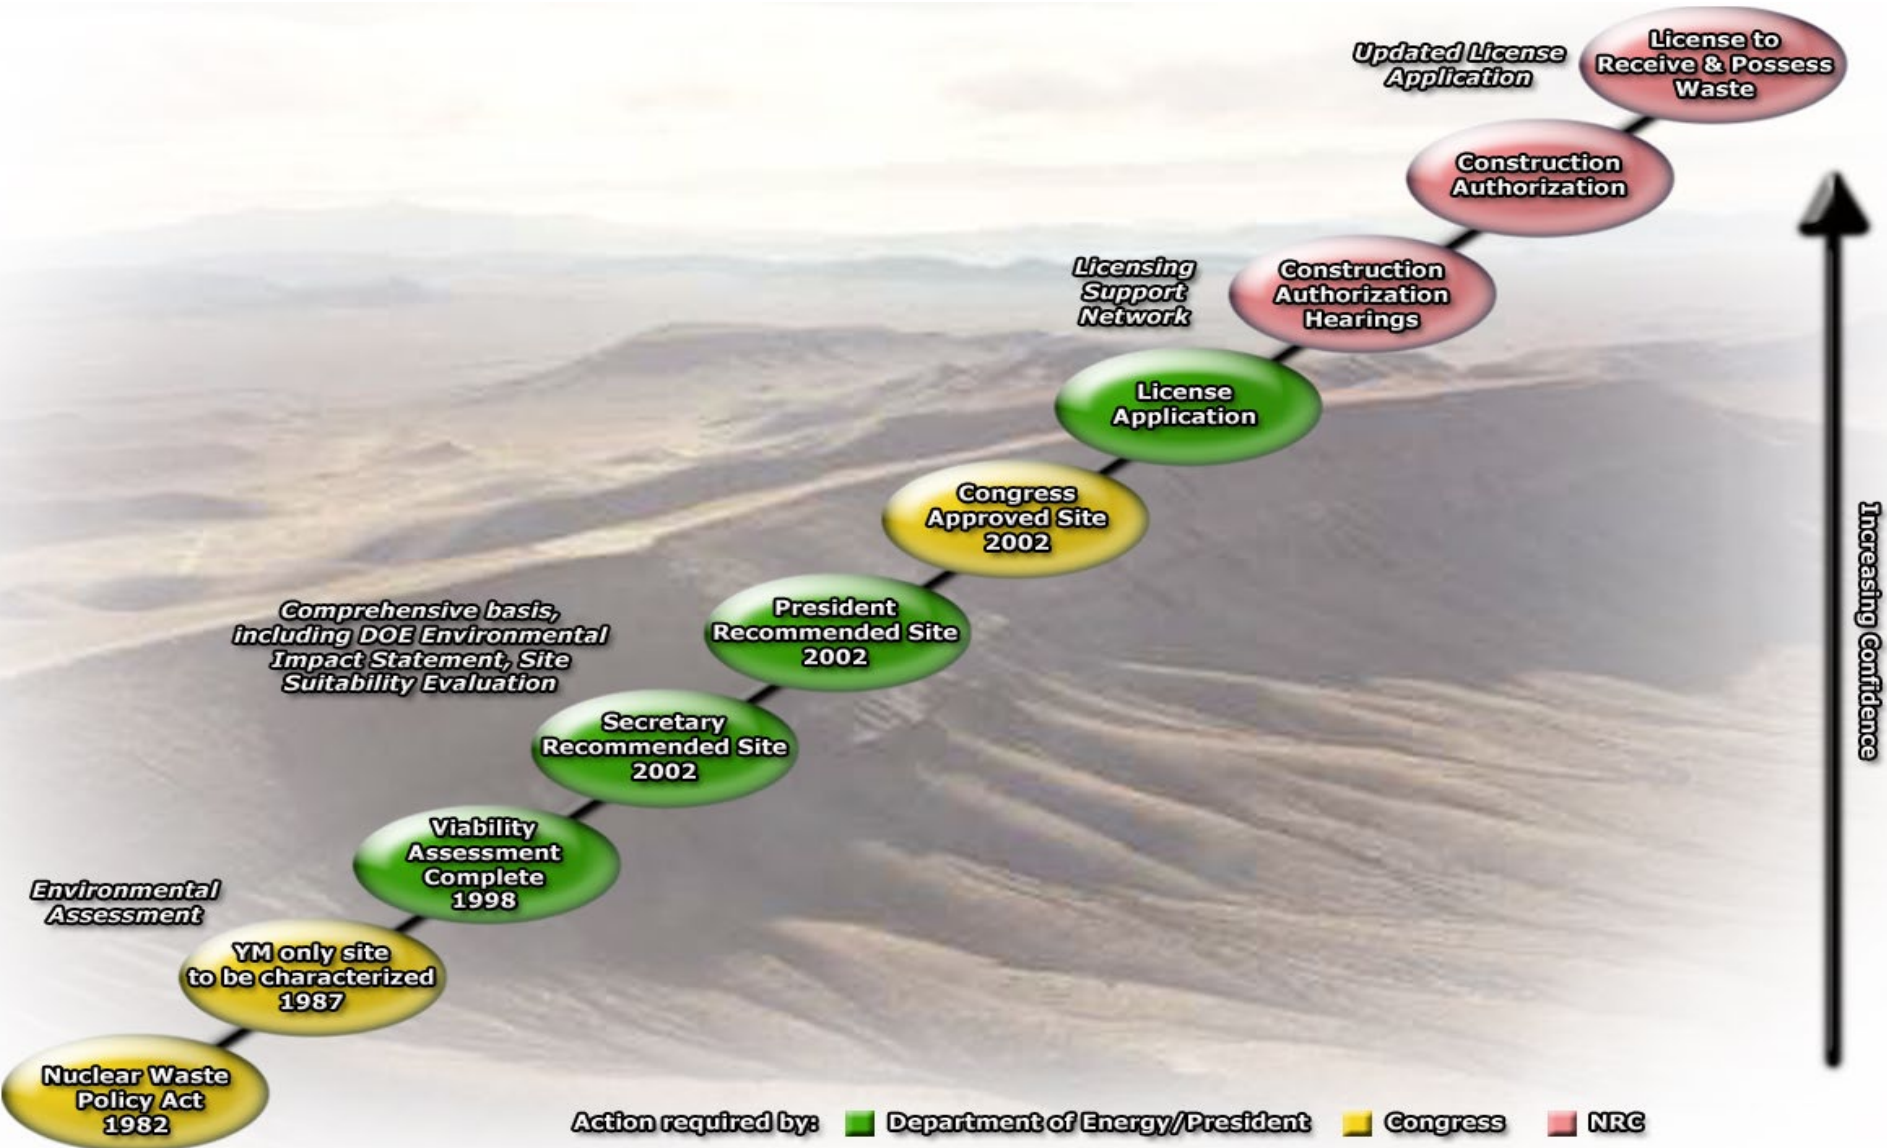 Updated License
Application
License to
Receive & Possess
Waste
Construction
Authorization
Licensing
Support
Network
Construction
Authorization
Hearings
License
Application
Congress
Approved Site
2002
Comprehensive basis,
including DOE Environmental
Impact Statement, Site
Suitability Evaluation
President
Recommended Site
2002
Secretary
Recommended Site
2002
Viability
Assessment
Complete
1998
Environmental
Assessment
YM only site
to be characterized
1987
Nuclear Waste
Policy Act
1982
Increasing Confidence
Action required by: Department of Energy/President Congress NRC